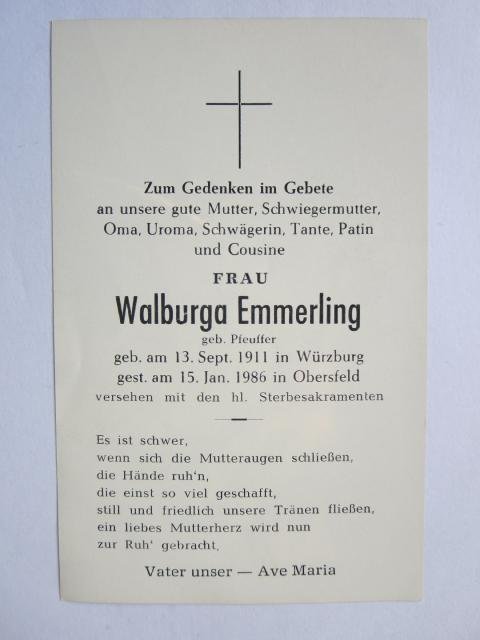 Zum Gedenken im Gebete
an unsere gute Mutter, Schwiegermutter,
Oma, Uroma, Schwägerin, Tante, Patin
und Cousine
FRAU
Walburga Emmerling
geb. Pfeuffer
geb. am 13. Sept. 1911 in Würzburg
gest. am 15. Jan. 1986 in Obersfeld
versehen mit den hl. Sterbesakramenten
Es ist schwer,
wenn sich die Mutteraugen schließen,
die Hände ruh'n,
die einst so viel geschafft,
still und friedlich unsere Tränen fließen,
ein liebes Mutterherz wird nun
zur Ruh' gebracht.
Vater unser — Ave Maria